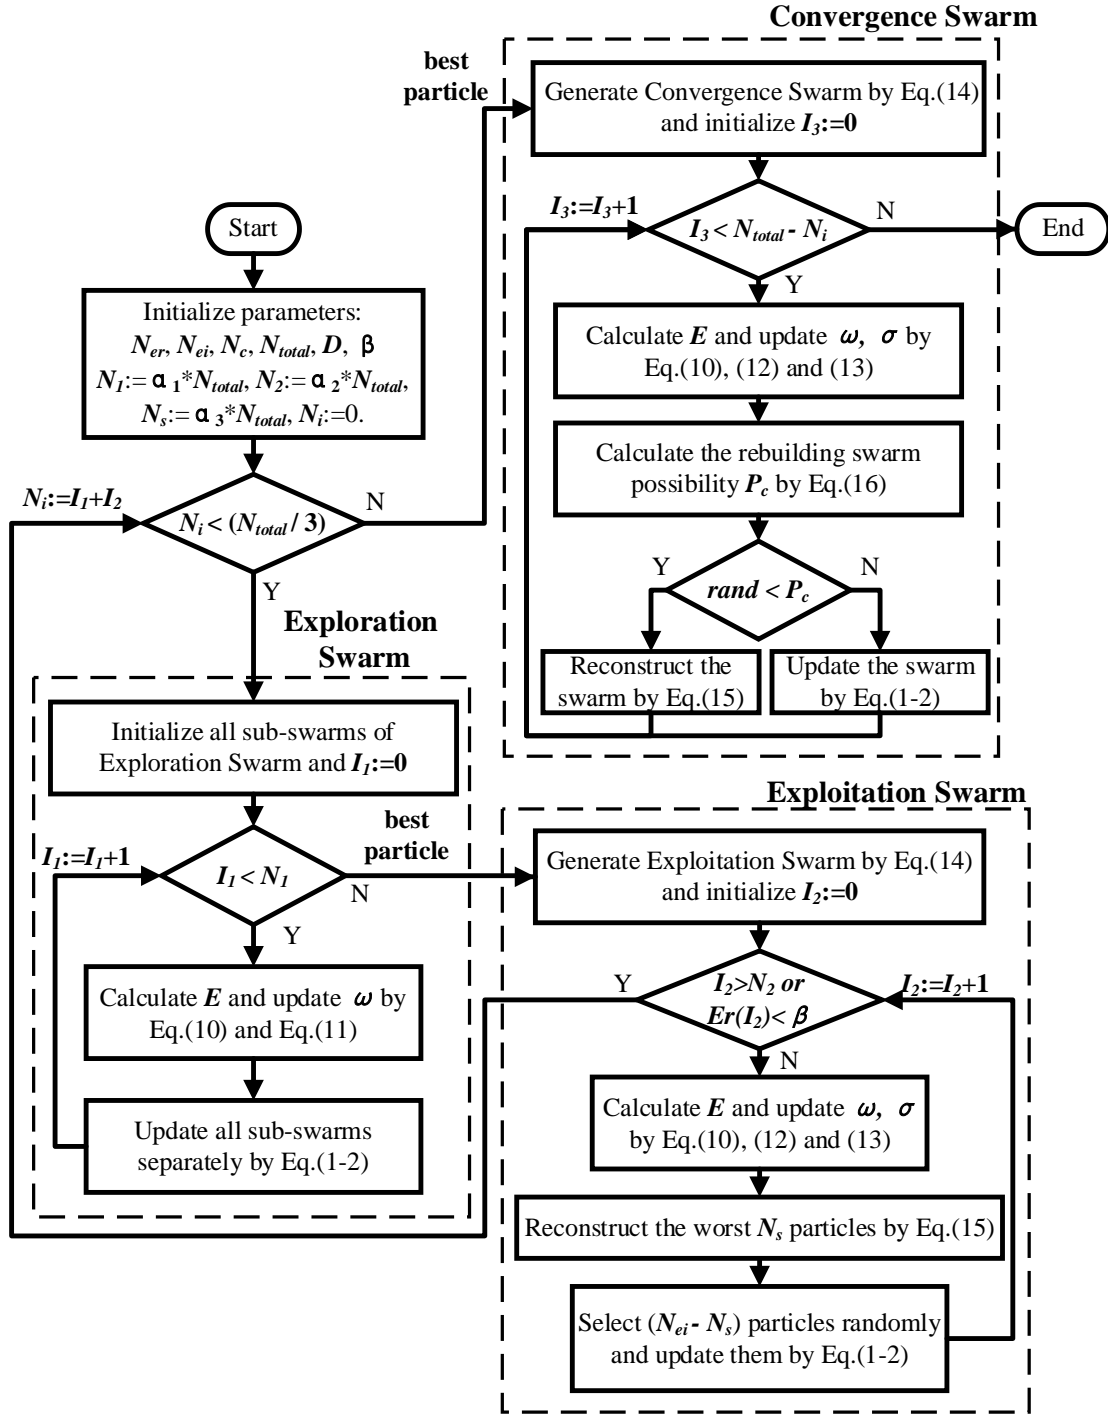 Convergence Swarm
best
particle
Generate Convergence Swarm by Eq.(14)
and initialize I3:=0
I3:=I3+1
I3 < Ntotal - Ni
N
End
Y
Start
Initialize parameters:
Ner, Nei, Nc, Ntotal, D, β
N1:= α1*Ntotal, N2:= α2*Ntotal,
Ns:= α3*Ntotal, Ni:=0.
Calculate E and update ω, σ by
Eq.(10), (12) and (13)
Calculate the rebuilding swarm
possibility Pc by Eq.(16)
Ni:=I1+I2
Ni < (Ntotal / 3)
N
Y
rand < Pc
Y
N
Reconstruct the
swarm by Eq.(15)
Update the swarm
by Eq.(1-2)
Exploration
Swarm
Initialize all sub-swarms of
Exploration Swarm and I1:=0
I1:=I1+1
I1 < N1
best
particle
N
Y
Calculate E and update ω by
Eq.(10) and Eq.(11)
Update all sub-swarms
separately by Eq.(1-2)
Exploitation Swarm
Generate Exploitation Swarm by Eq.(14)
and initialize I2:=0
Y
I2>N2 or
Er(I2)< β
I2:=I2+1
N
Calculate E and update ω, σ
by Eq.(10), (12) and (13)
Reconstruct the worst Ns particles by Eq.(15)
Select (Nei - Ns) particles randomly
and update them by Eq.(1-2)